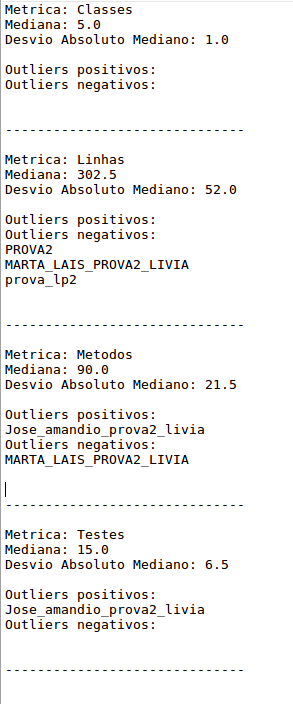 Metrica: Classes
Mediana: 5.0
Desvio Absoluto Mediano: 1.0
Outliers positivos:
Outliers negativos:
------------------------------
Metrica: Linhas
Mediana: 302.5
Desvio Absoluto Mediano: 52.0
Outliers positivos:
Outliers negativos:
PROVA2
MARTA_LAIS_PROVA2_LIVIA
prova_lp2
------------------------------
Metrica: Metodos
Mediana: 90.0
Desvio Absoluto Mediano: 21.5
Outliers positivos:
Jose_amandio_prova2_livia
Outliers negativos:
MARTA_LAIS_PROVA2_LIVIA
------------------------------
Metrica: Testes
Mediana: 15.0
Desvio Absoluto Mediano: 6.5
Outliers positivos:
Jose_amandio_prova2_livia
Outliers negativos:
------------------------------